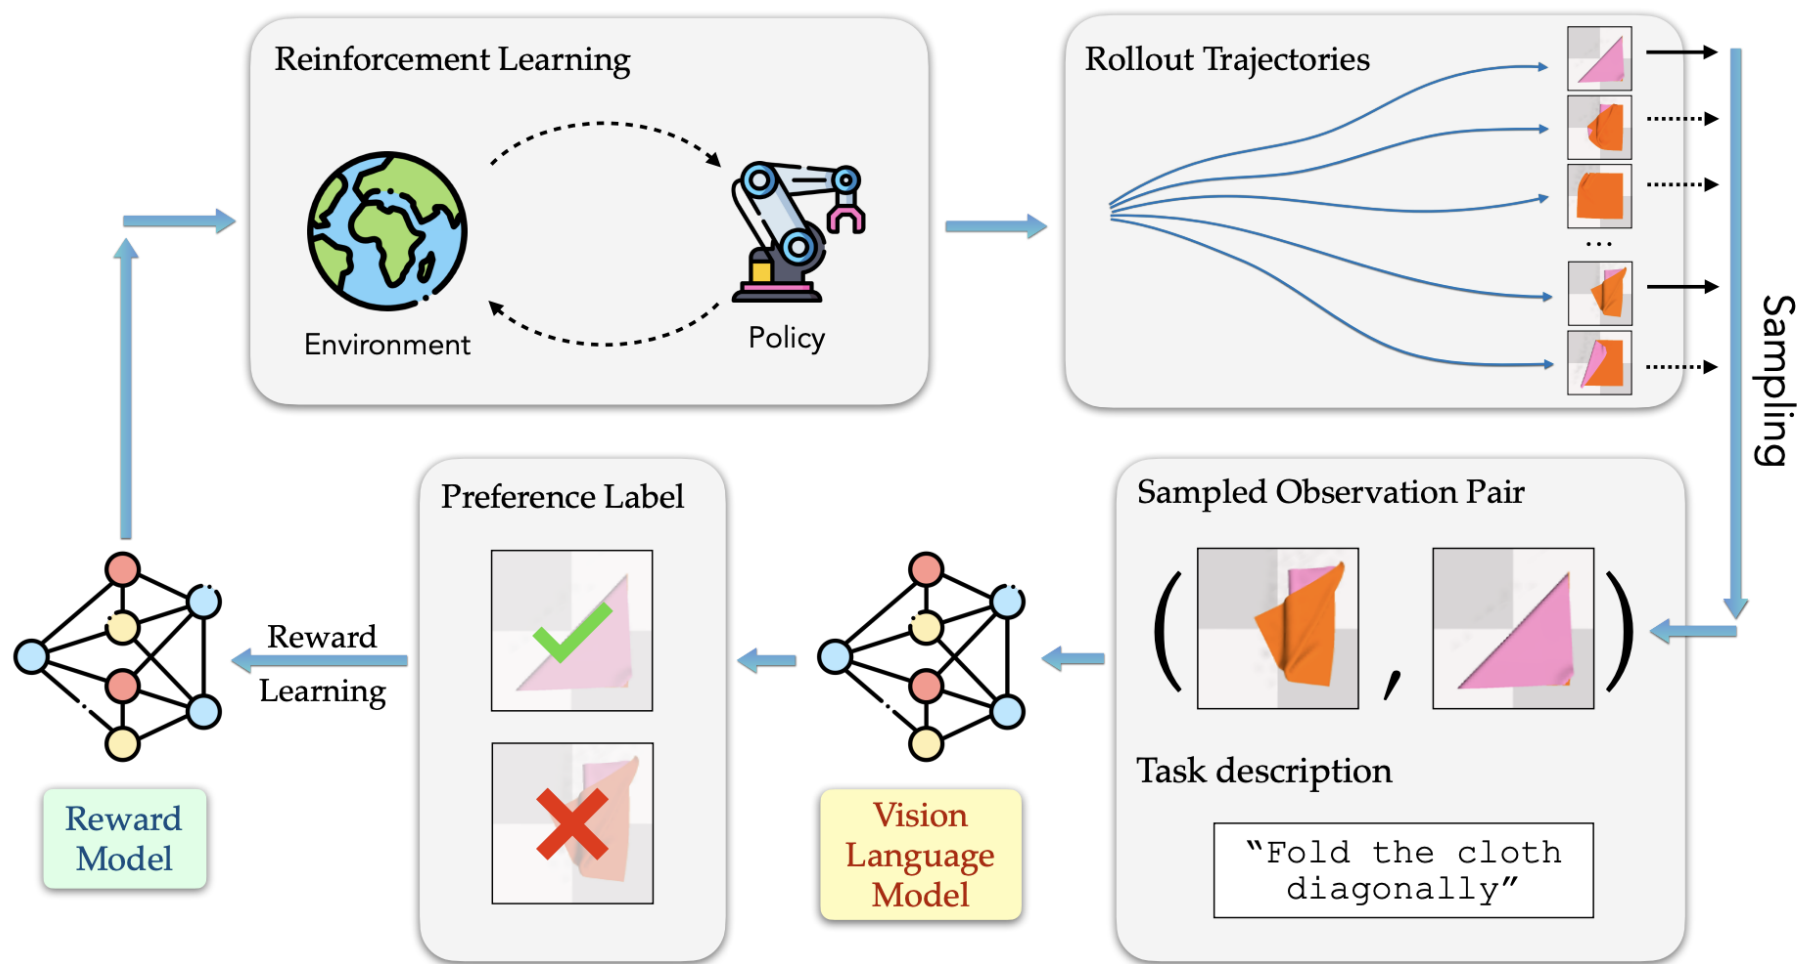 Reinforcement Learning
Environment
Policy
Rollout Trajectories
...
Sampling
Sampled Observation Pair
( , )
Task description
“Fold the cloth
diagonally”
Vision
Language
Model
Preference Label
Reward
Learning
Reward
Model